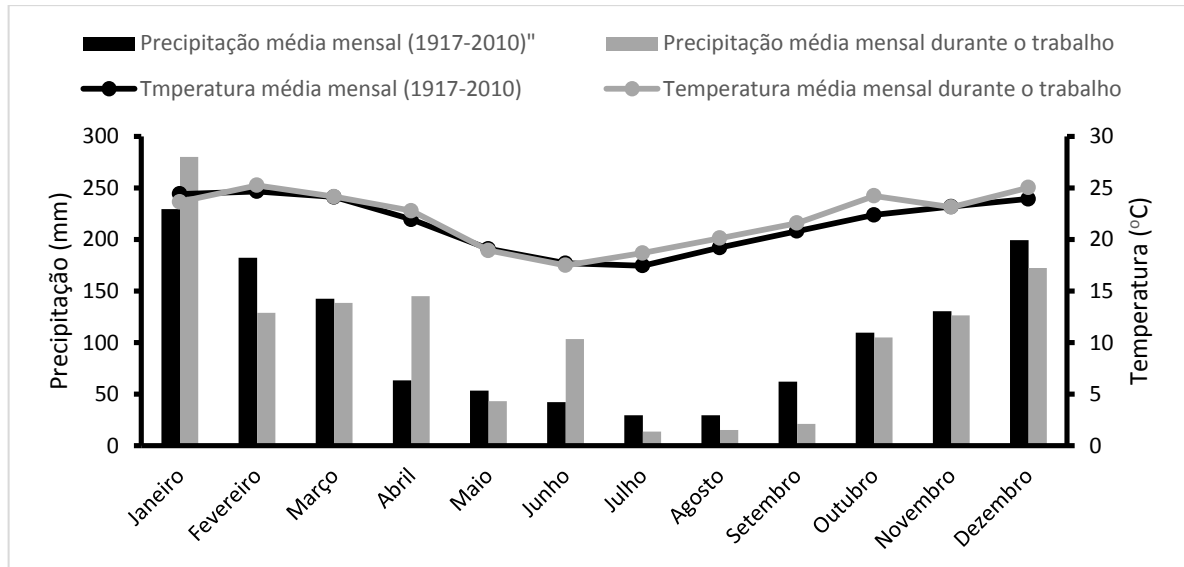 Precipitação média mensal (1917-2010)" Precipitação média mensal durante o trabalho
Tmperatura média mensal (1917-2010) Temperatura média mensal durante o trabalho
Precipitação (mm)
300
250
200
150
100
50
0
30
25
20
15
10
5
0
Temperatura (°C)
Janeiro
Fevereiro
Março
Abril
Maio
Junho
Julho
Agosto
Setembro
Outubro
Novembro
Dezembro